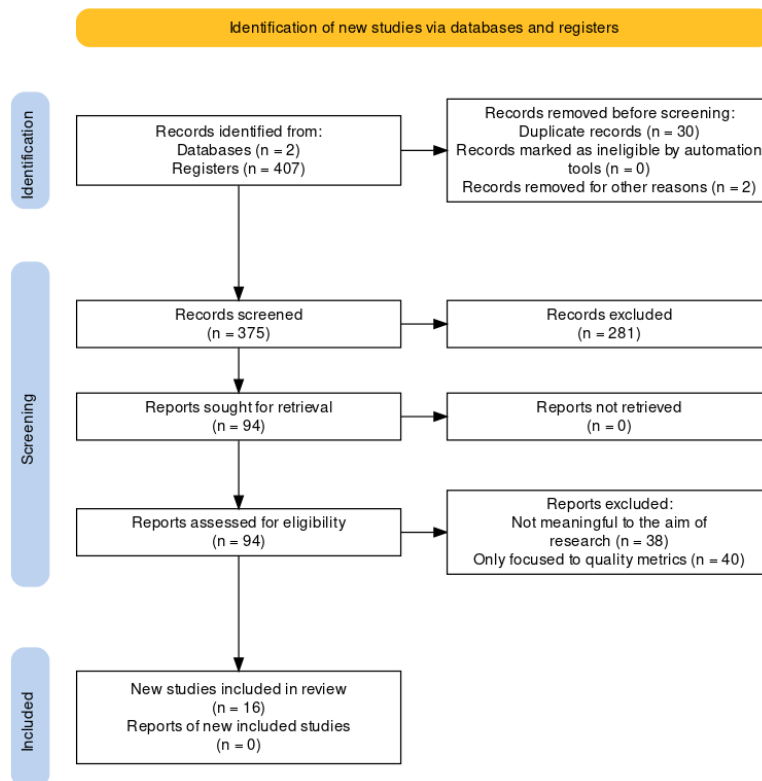 Identification of new studies via databases and registers
Identification
Records identified from:
Databases (n = 2)
Registers (n = 407)
Records removed before screening:
Duplicate records (n = 30)
Records marked as ineligible by automation
tools (n = 0)
Records removed for other reasons (n = 2)
Screening
Records screened
(n = 375)
Records excluded
(n = 281)
Reports sought for retrieval
(n = 94)
Reports not retrieved
(n = 0)
Reports assessed for eligibility
(n = 94)
Reports excluded:
Not meaningful to the aim of
research (n = 38)
Only focused to quality metrics (n = 40)
Included
New studies included in review
(n = 16)
Reports of new included studies
(n = 0)